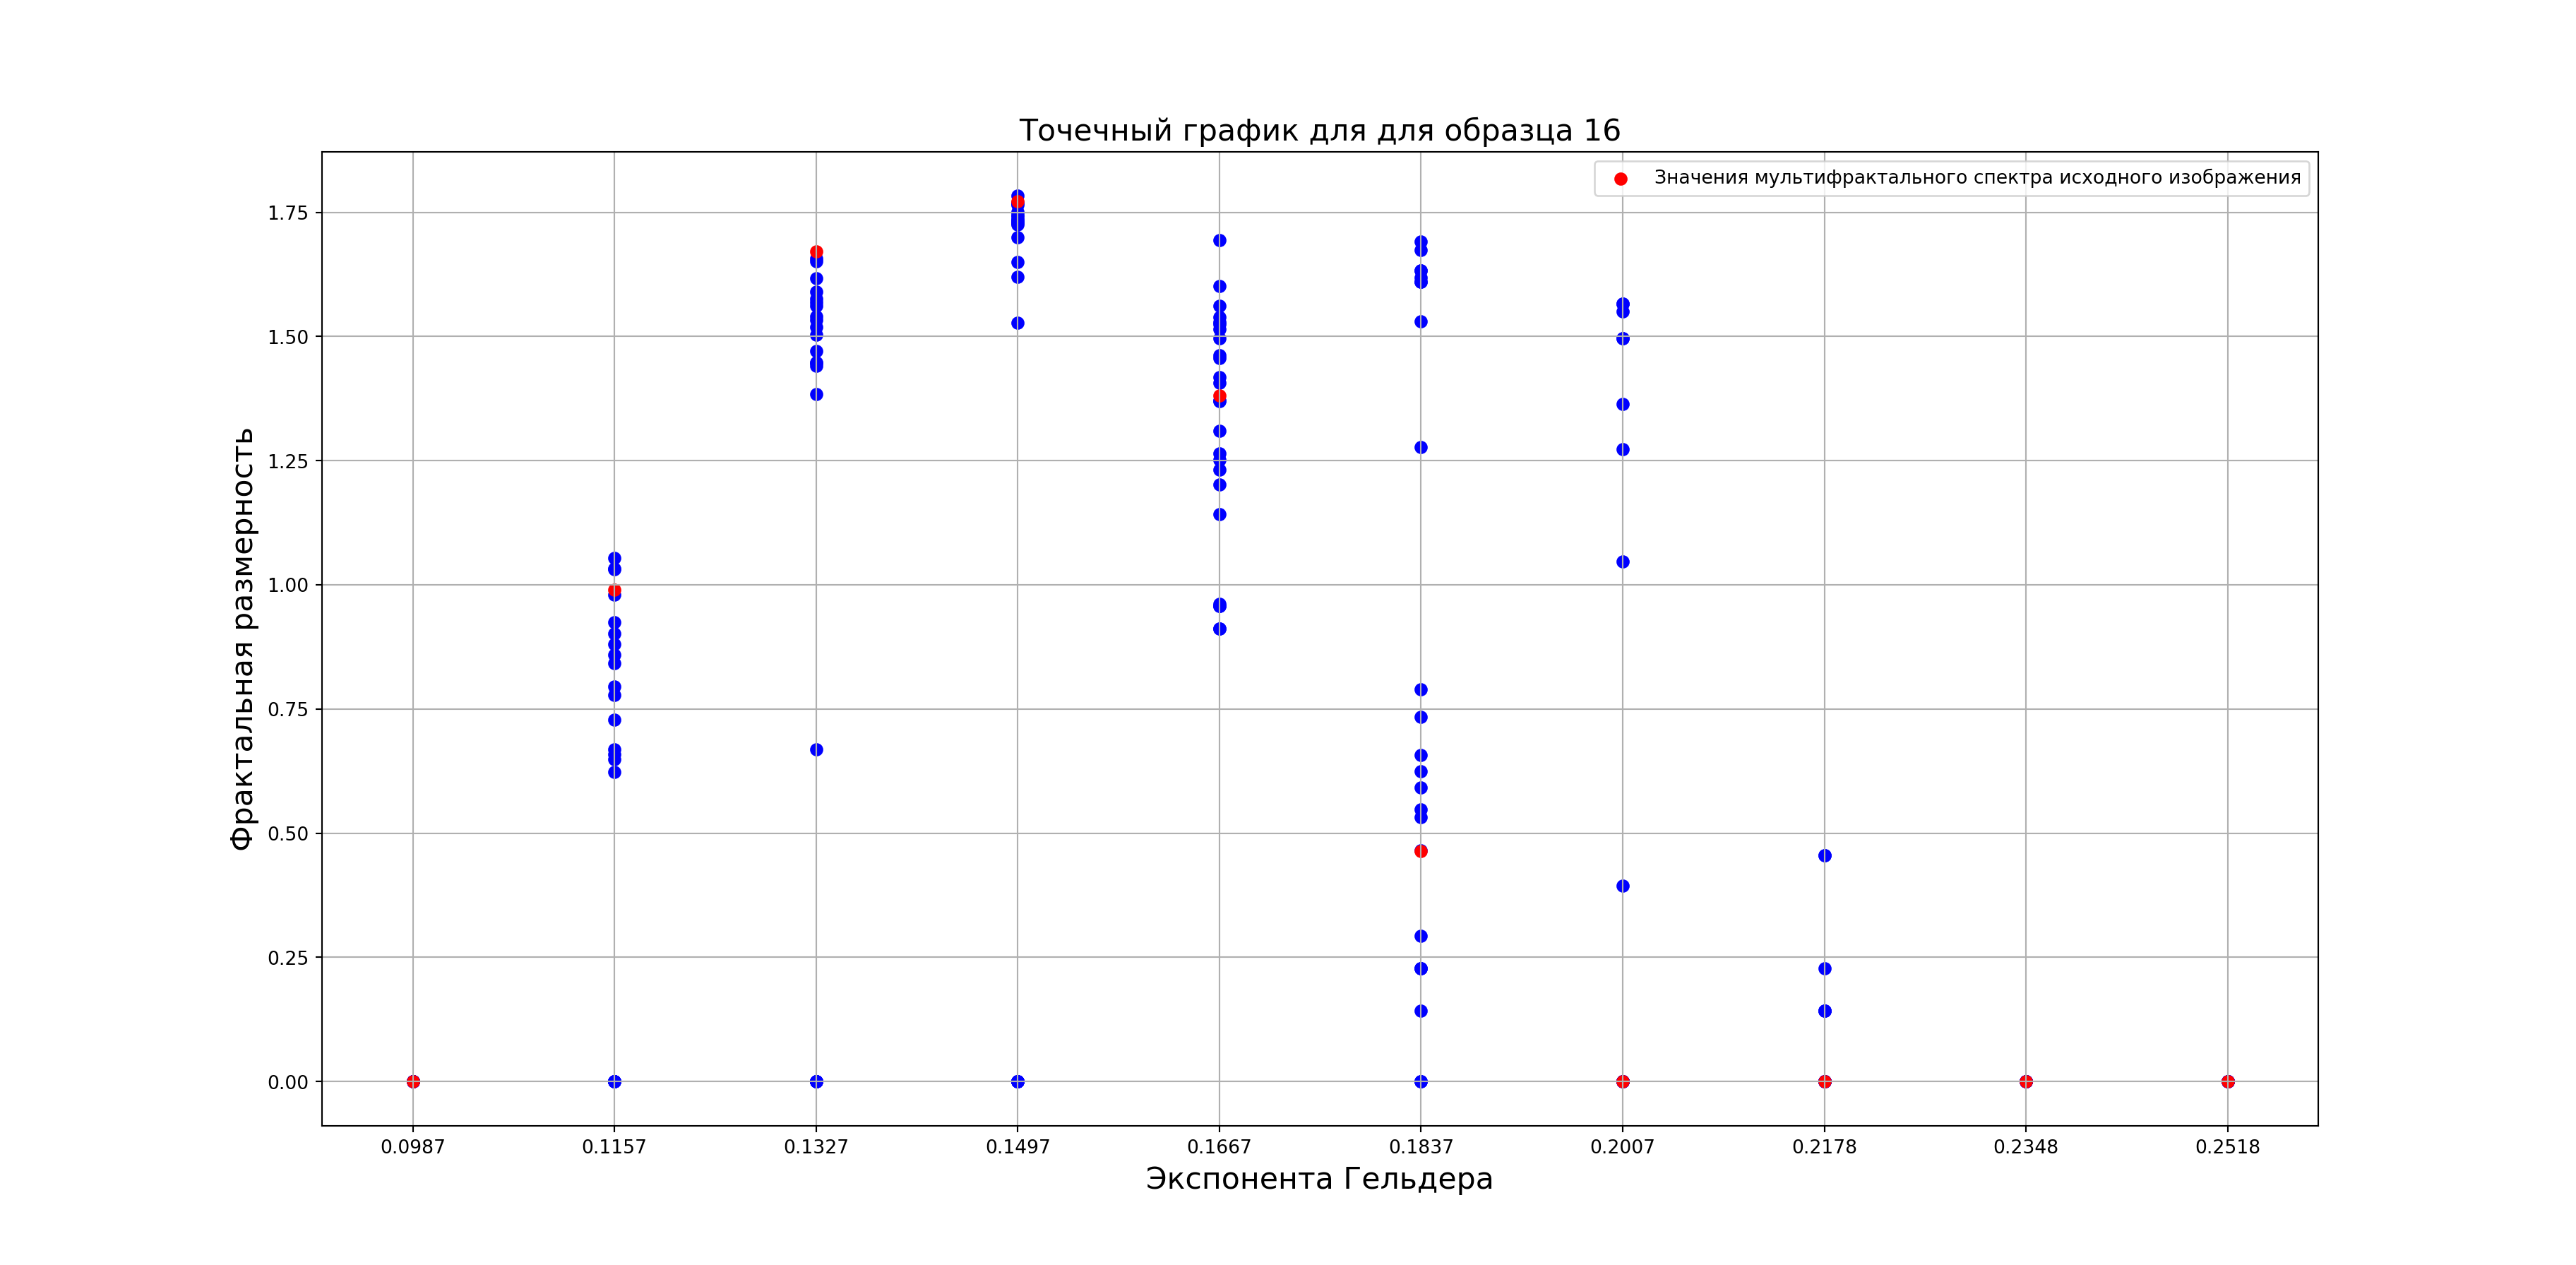 Точечный график для для образца 16
Значения мультифрактального спектра исходного изображения
Фрактальная размерность
1.75
1.50
1.25
1.00
0.75
0.50
0.25
0.00
0.0987 0.1157 0.1327 0.1497 0.1667 0.1837 0.2007 0.2178 0.2348 0.2518
Экспонента Гельдера